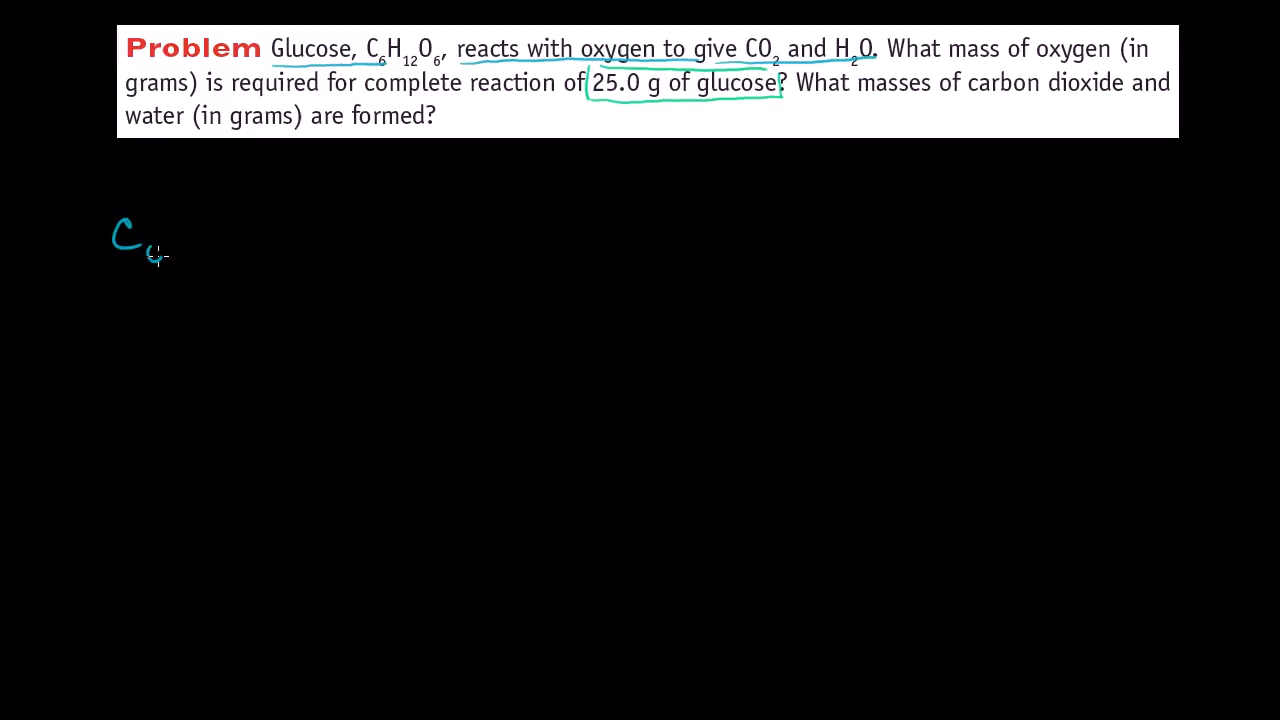 Problem Glucose, C₆H₁₂O₆, reacts with oxygen to give CO₂ and H₂O. What mass of oxygen (in
grams) is required for complete reaction of 25.0 g of glucose? What masses of carbon dioxide and
water (in grams) are formed?
C